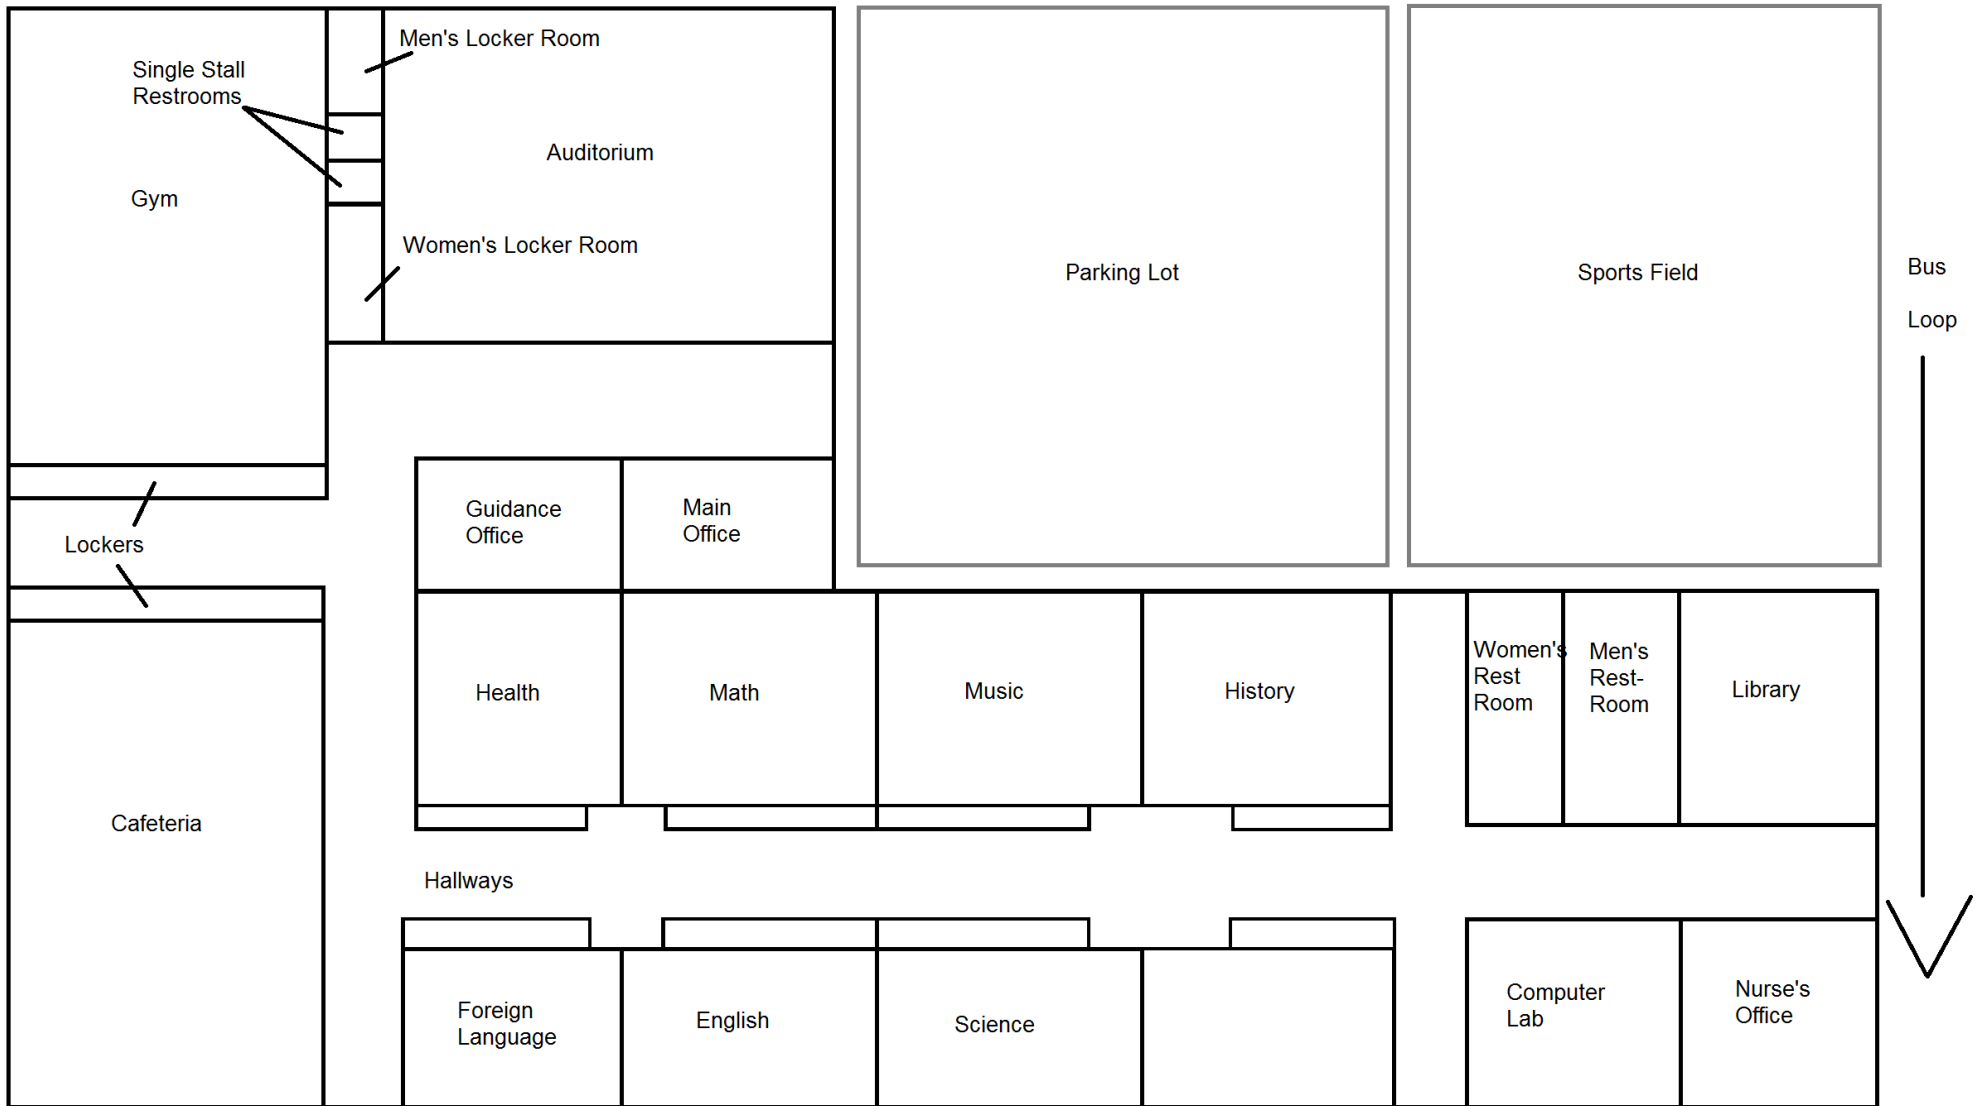 Men's Locker Room
Single Stall
Restrooms
Auditorium
Gym
Women's Locker Room
Parking Lot
Sports Field
Bus
Loop
Guidance
Office
Main
Office
Lockers
Health
Math
Music
History
Women's
Rest
Room
Men's
Rest-
Room
Library
Cafeteria
Hallways
Foreign
Language
English
Science
Computer
Lab
Nurse's
Office